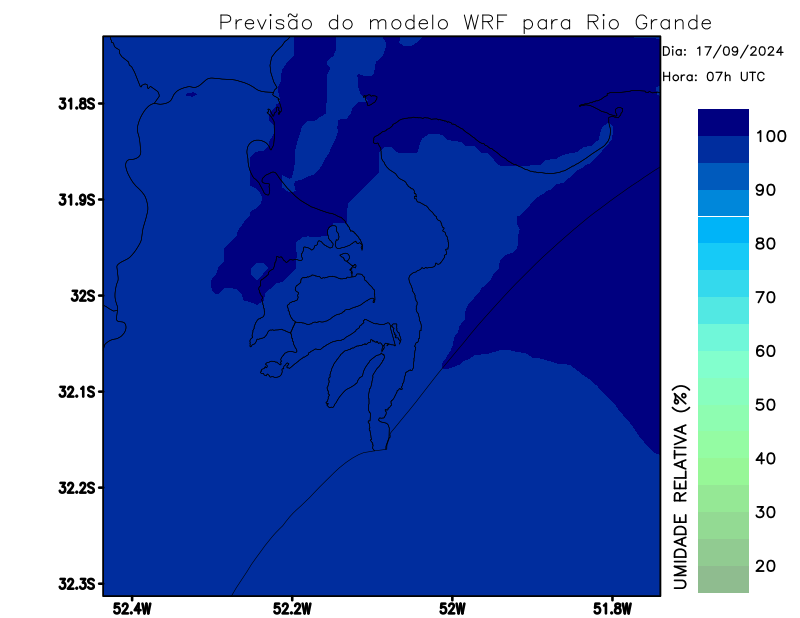 Previsão do modelo WRF para Rio Grande
Dia: 17/09/2024
Hora: 07h UTC
31.8S
31.9S
32S
32.1S
32.2S
32.3S
52.4W
52.2W
52W
51.8W
UMIDADE RELATIVA (%)
100
90
80
70
60
50
40
30
20